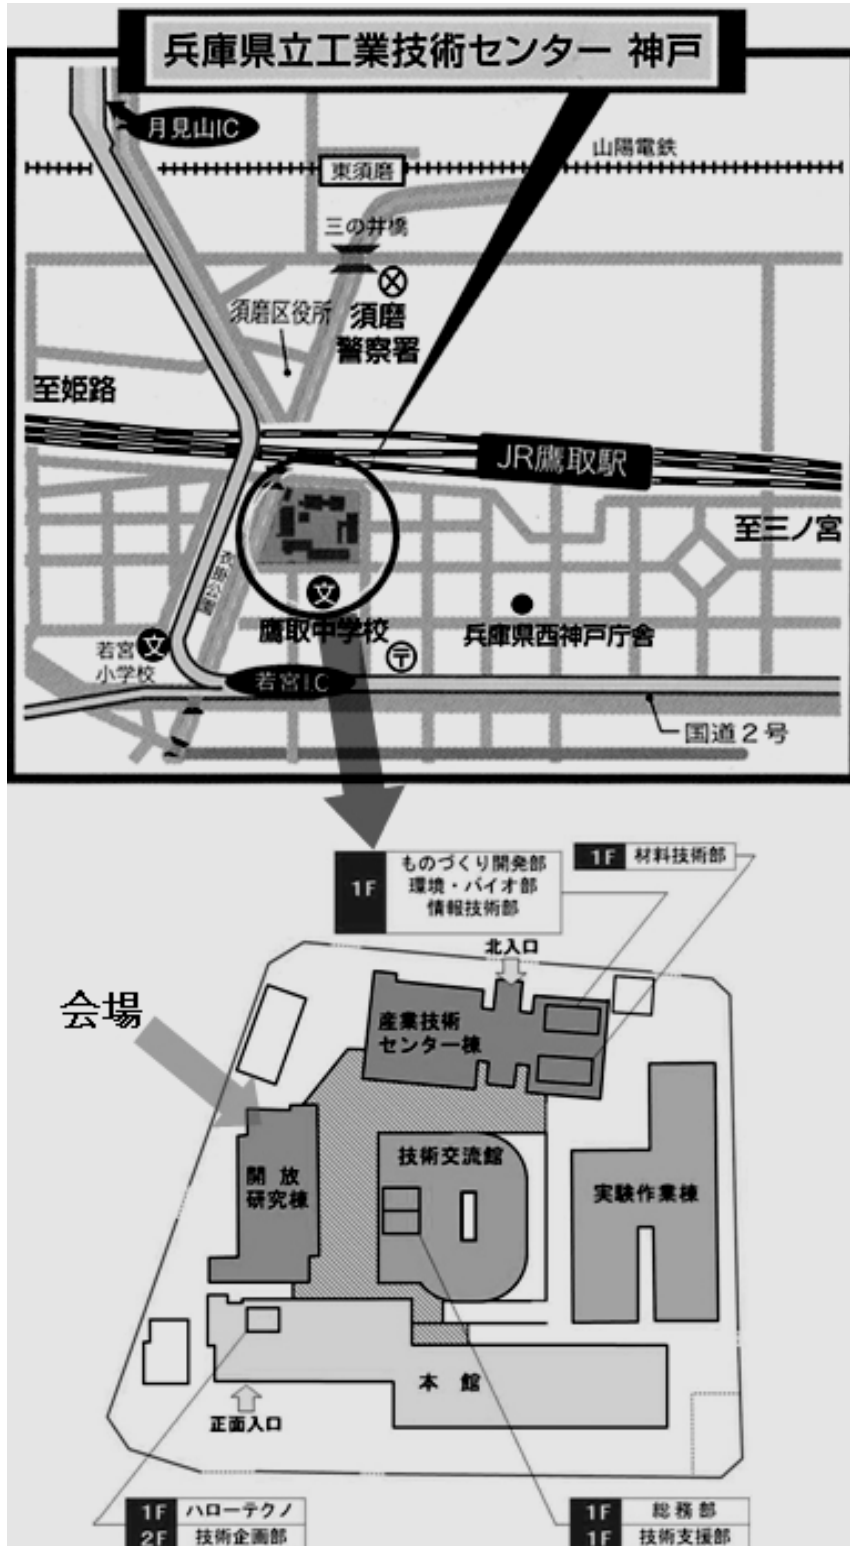 兵庫県立工業技術センター 神戸
月見山IC
山陽電鉄
東須磨
三の井橋
須磨区役所
須磨
警察署
至姫路
JR鷹取駅
至三ノ宮
衣掛公園
鷹取中学校
兵庫県西神戸庁舎
若宮
小学校
文
文
〒
若宮I.C
国道2号
1F
ものづくり開発部
環境・バイオ部
情報技術部
1F 材料技術部
北入口
会場
産業技術
センター棟
技術交流館
開放
研究棟
実験作業棟
本館
正面入口
1F ハローテクノ
2F 技術企画部
1F 総務部
1F 技術支援部